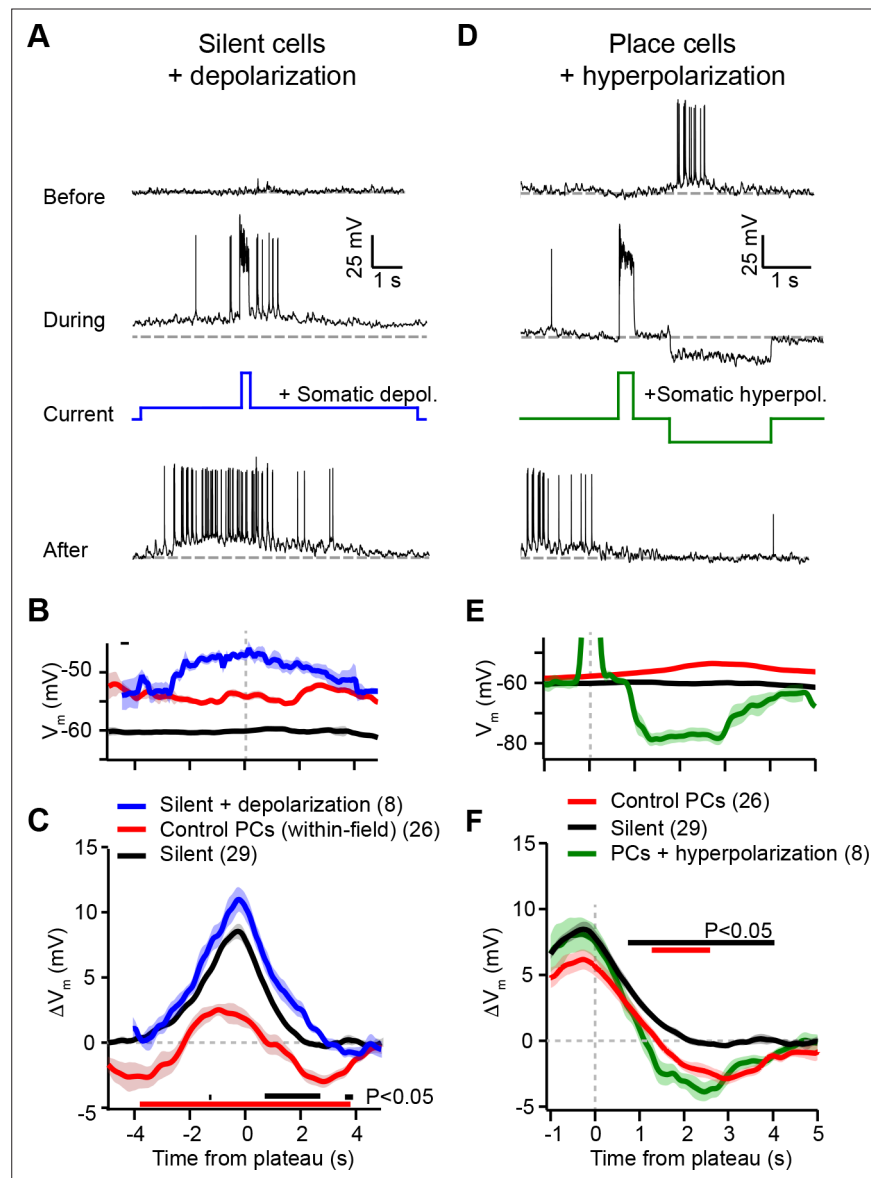 A
Silent cells
+ depolarization
Before
During
25 mV
1 s
Current
+ Somatic depol.
After
B
Vm (mV)
-50
-60
C
Silent + depolarization (8)
Control PCs (within-field) (26)
Silent (29)
ΔVm (mV)
15
10
5
0
-5
P<0.05
-4
-2
0
2
4
Time from plateau (s)
D
Place cells
+ hyperpolarization
25 mV
1 s
+Somatic hyperpol.
E
Vm (mV)
-60
-80
Control PCs (26)
Silent (29)
PCs + hyperpolarization (8)
F
ΔVm (mV)
15
10
5
0
-5
P<0.05
-1
0
1
2
3
4
5
Time from plateau (s)